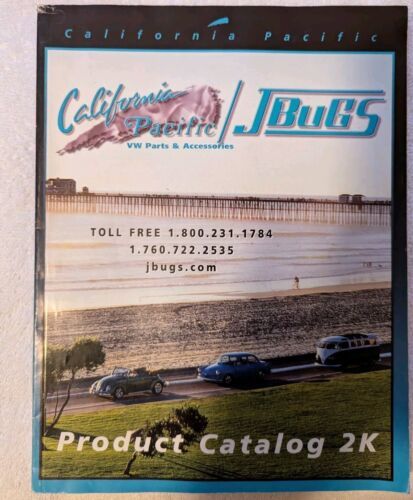 California Pacific
California
Pacific / JBUGS
VW Parts & Accessories
TOLL FREE 1.800.231.1784
1.760.722.2535
jbugs.com
Product Catalog 2K